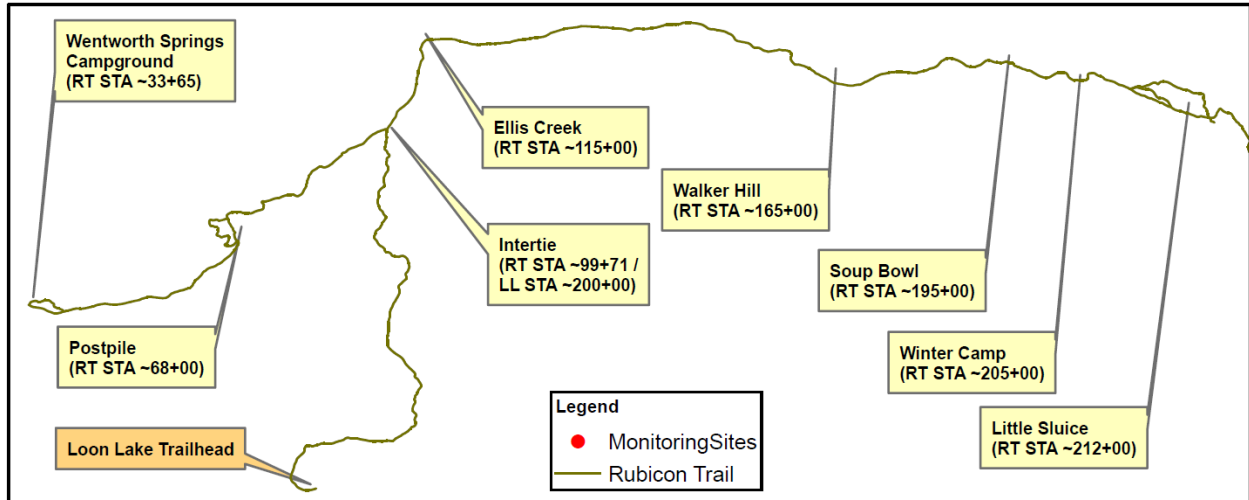 Wentworth Springs
Campground
(RT STA ~33+65)
Ellis Creek
(RT STA ~115+00)
Walker Hill
(RT STA ~165+00)
Intertie
(RT STA ~99+71 /
LL STA ~200+00)
Soup Bowl
(RT STA ~195+00)
Postpile
(RT STA ~68+00)
Winter Camp
(RT STA ~205+00)
Little Sluice
(RT STA ~212+00)
Loon Lake Trailhead
Legend
MonitoringSites
Rubicon Trail